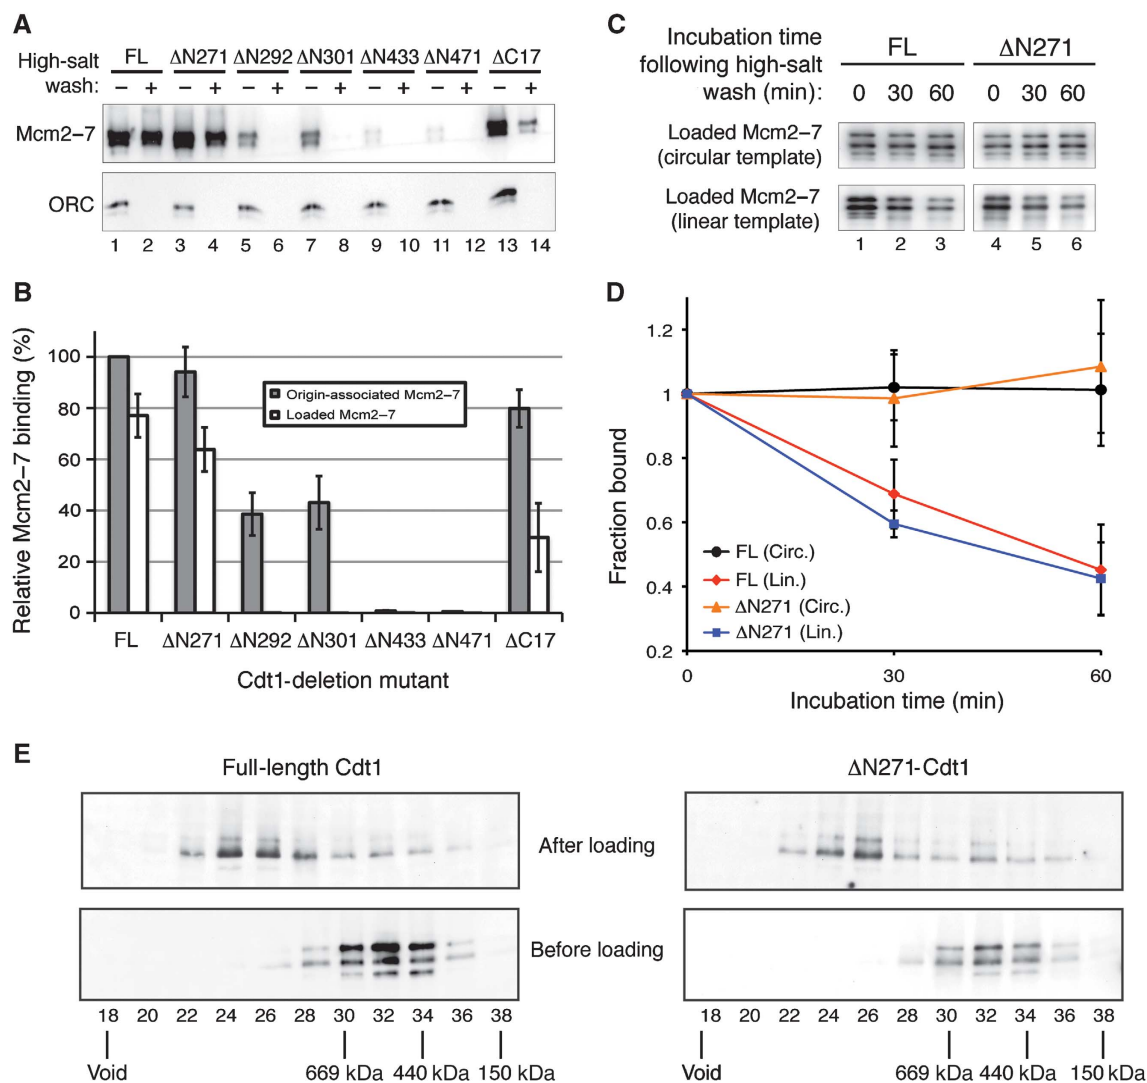 A
High-salt wash:
FL ΔN271 ΔN292 ΔN301 ΔN433 ΔN471 ΔC17
− + − + − + − + − + − + − +
Mcm2–7
ORC
1 2 3 4 5 6 7 8 9 10 11 12 13 14
B
Relative Mcm2–7 binding (%)
100
80
60
40
20
0
Origin-associated Mcm2–7
Loaded Mcm2–7
FL ΔN271 ΔN292 ΔN301 ΔN433 ΔN471 ΔC17
Cdt1-deletion mutant
C
Incubation time
following high-salt
wash (min):
FL ΔN271
0 30 60 0 30 60
Loaded Mcm2–7
(circular template)
Loaded Mcm2–7
(linear template)
1 2 3 4 5 6
D
Fraction bound
1.2
1
0.8
0.6
0.4
0.2
FL (Circ.)
FL (Lin.)
ΔN271 (Circ.)
ΔN271 (Lin.)
0 30 60
Incubation time (min)
E
Full-length Cdt1
ΔN271-Cdt1
After loading
Before loading
18 20 22 24 26 28 30 32 34 36 38
Void 669 kDa 440 kDa 150 kDa
18 20 22 24 26 28 30 32 34 36 38
Void 669 kDa 440 kDa 150 kDa